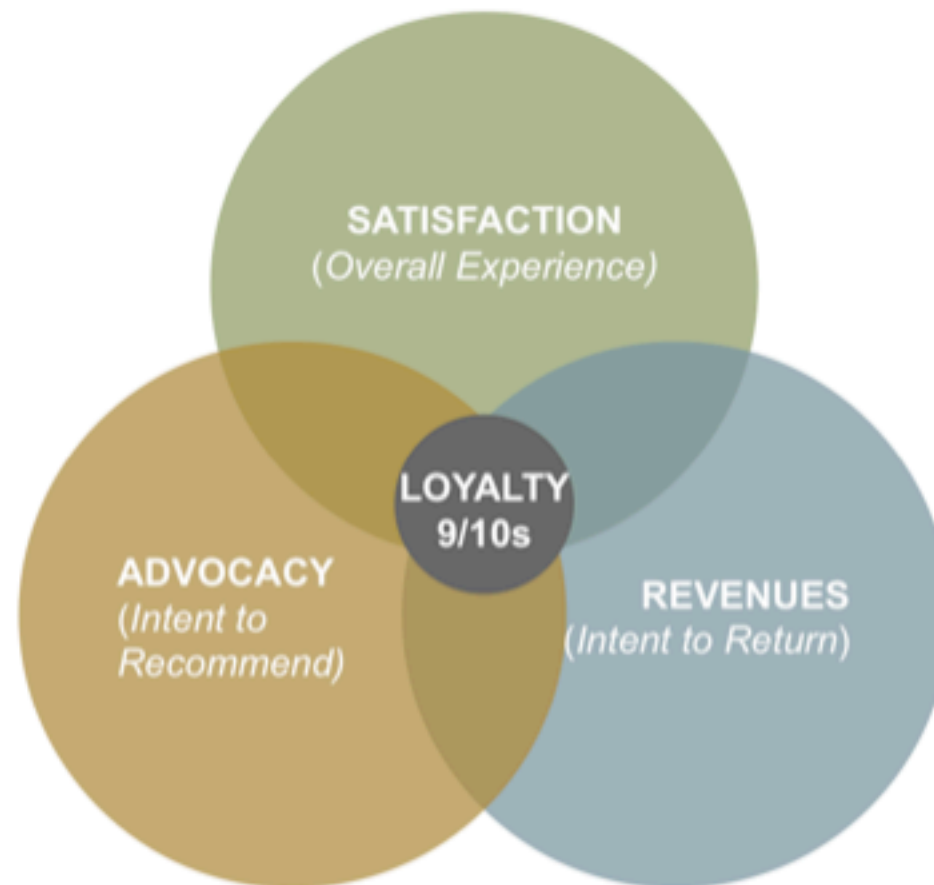 SATISFACTION
(Overall Experience)
LOYALTY
9/10s
ADVOCACY
(Intent to
Recommend)
REVENUES
(Intent to Return)